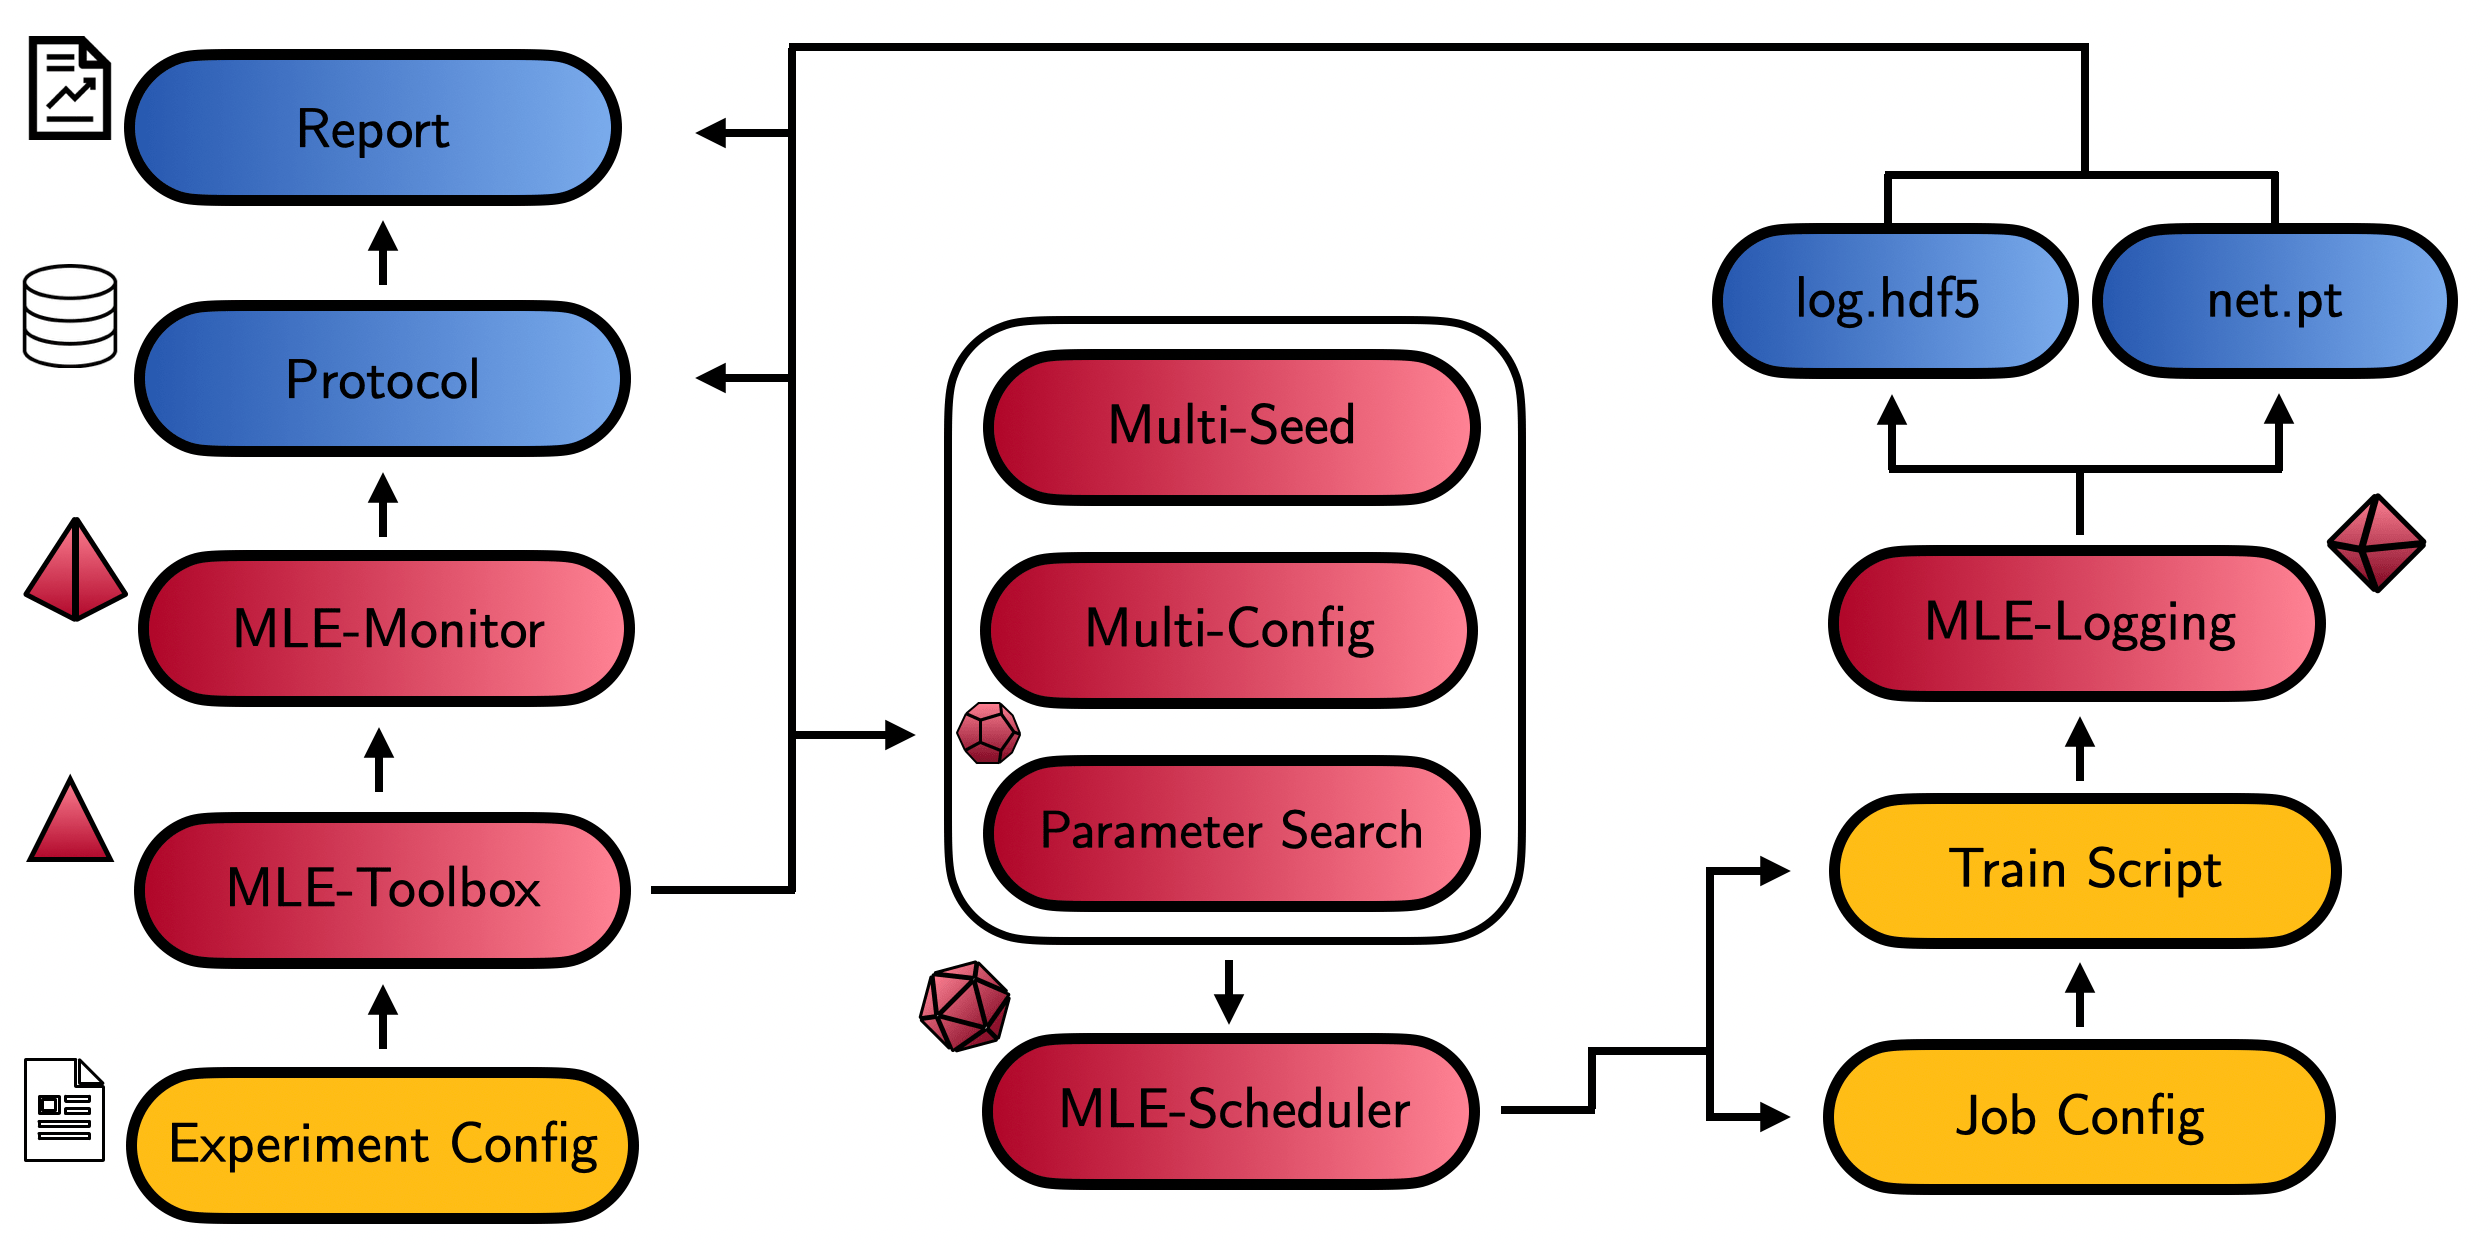 Report
Protocol
MLE-Monitor
MLE-Toolbox
Experiment Config
Multi-Seed
Multi-Config
Parameter Search
MLE-Scheduler
log.hdf5
net.pt
MLE-Logging
Train Script
Job Config